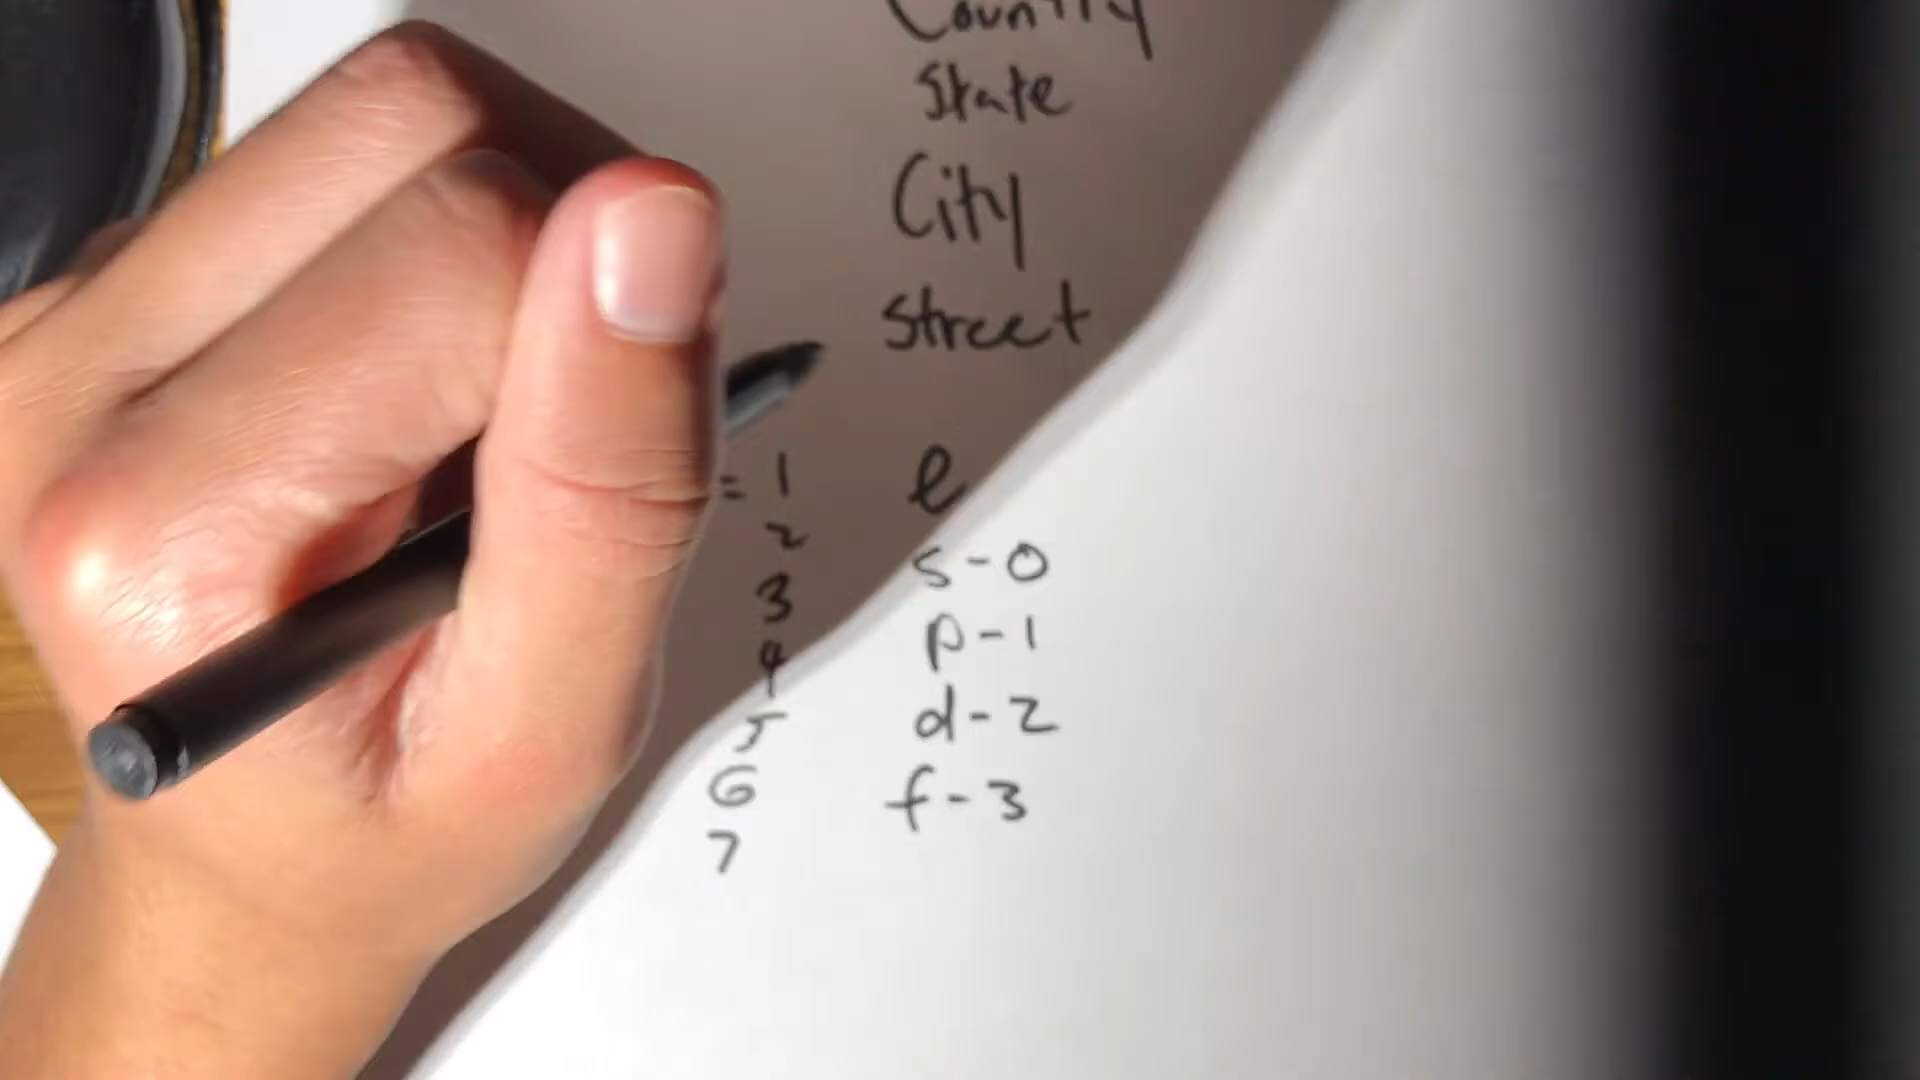 Country
State
City
Street
= 1 l
2
s-0
3
p-1
4
d-2
5
6 f-3
7